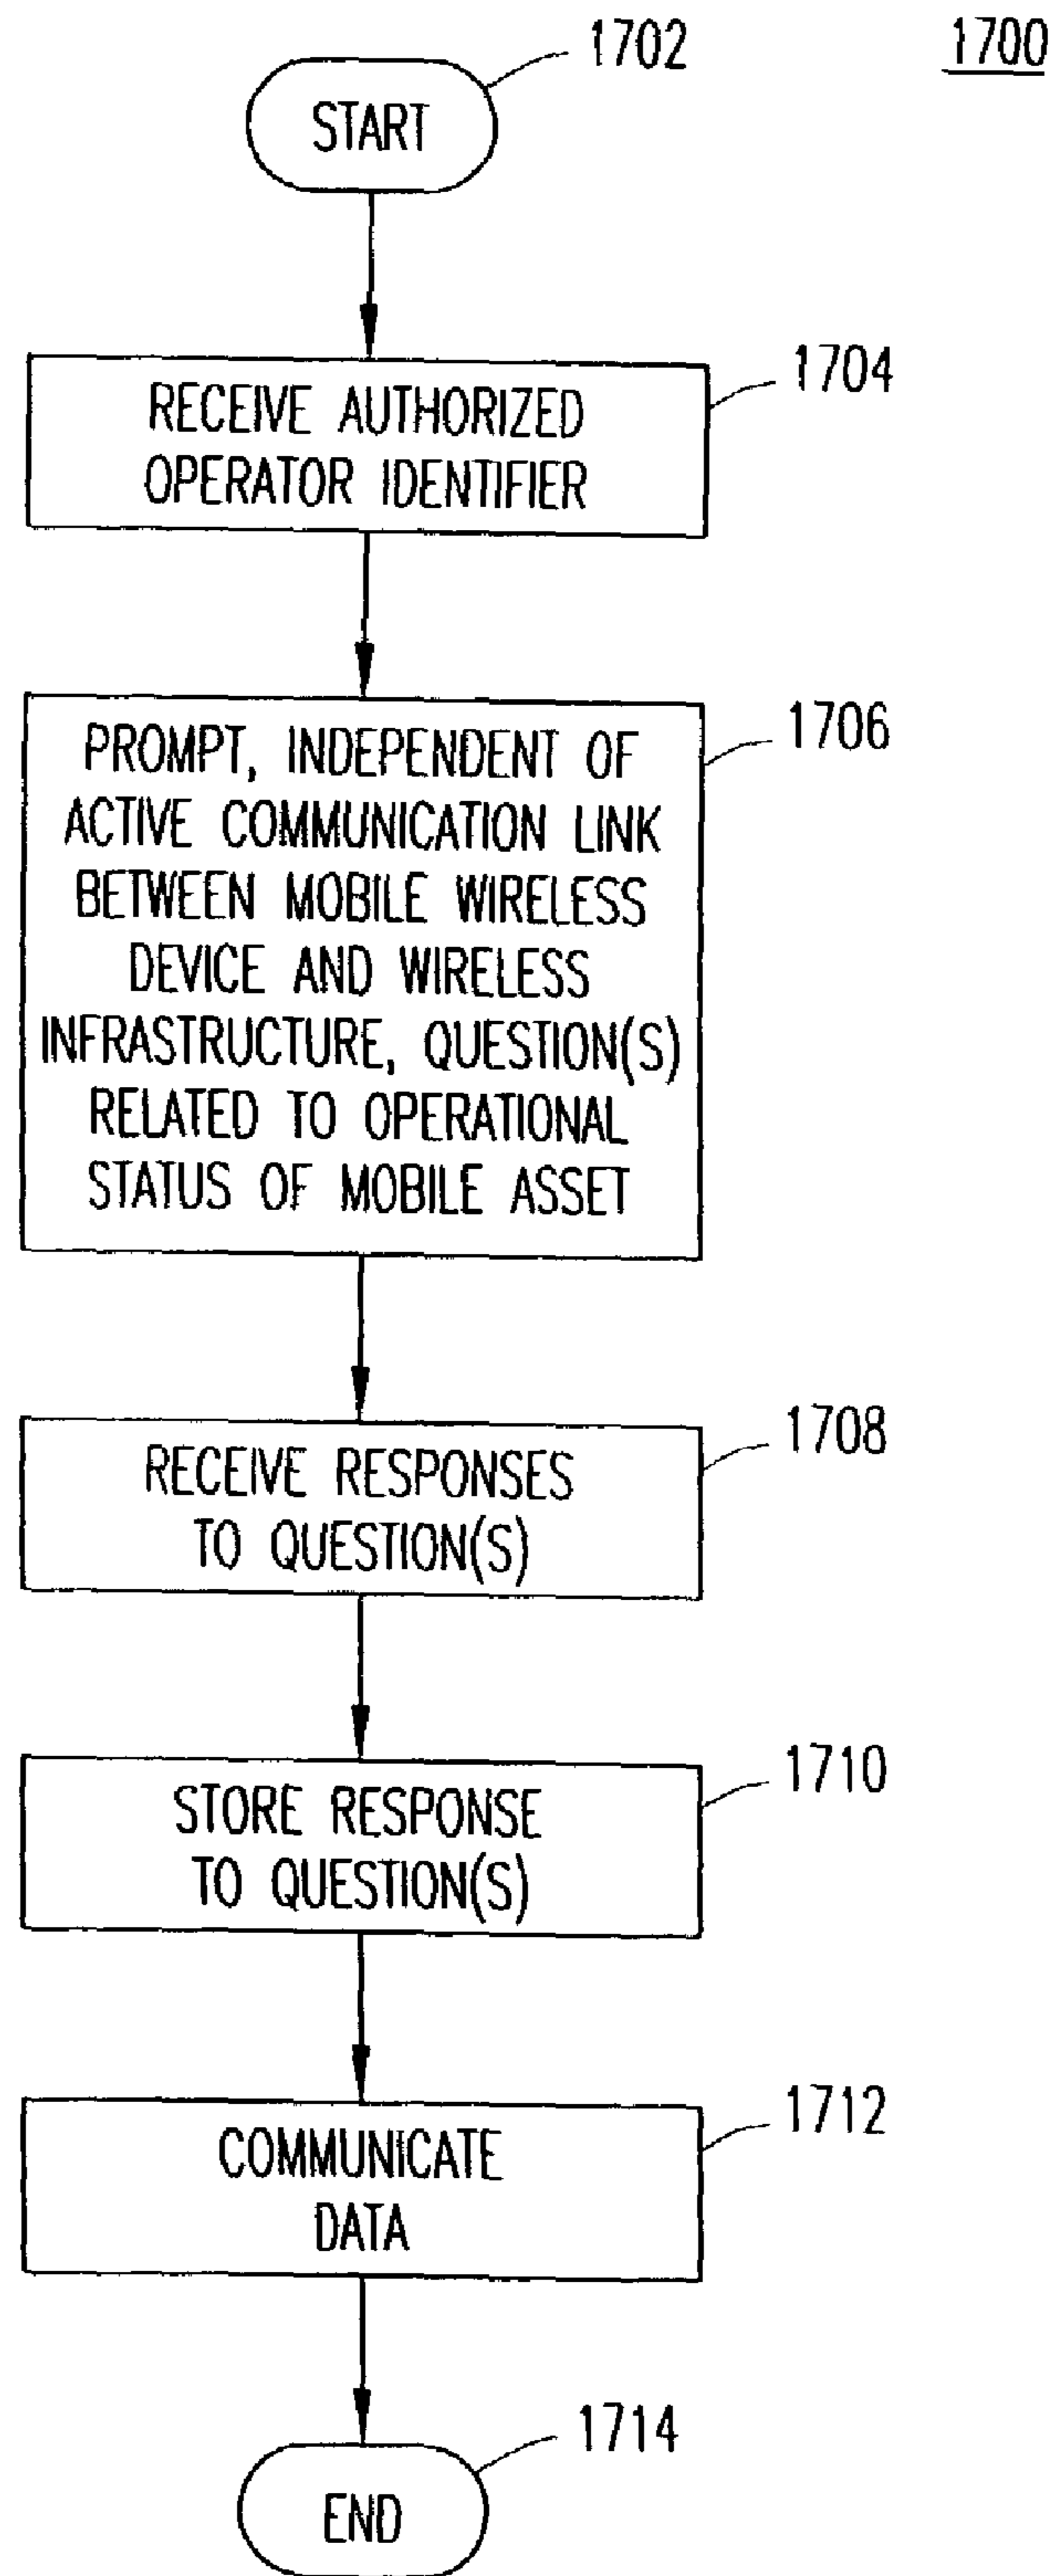 1702
1700
START
1704
RECEIVE AUTHORIZED
OPERATOR IDENTIFIER
1706
PROMPT, INDEPENDENT OF
ACTIVE COMMUNICATION LINK
BETWEEN MOBILE WIRELESS
DEVICE AND WIRELESS
INFRASTRUCTURE, QUESTION(S)
RELATED TO OPERATIONAL
STATUS OF MOBILE ASSET
1708
RECEIVE RESPONSES
TO QUESTION(S)
1710
STORE RESPONSE
TO QUESTION(S)
1712
COMMUNICATE
DATA
1714
END